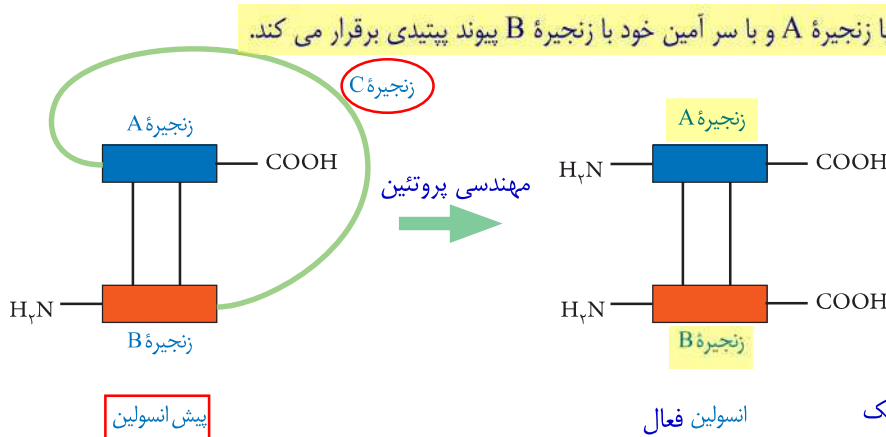 با زنجیرهٔ A و با سر آمین خود با زنجیرهٔ B پیوند پپتیدی برقرار می کند.
زنجیرهٔ C
زنجیرهٔ A
COOH
H۲N
زنجیرهٔ B
پیش انسولین
مهندسی پروتئین
زنجیرهٔ A
H۲N
COOH
H۲N
COOH
زنجیرهٔ B
انسولین فعال